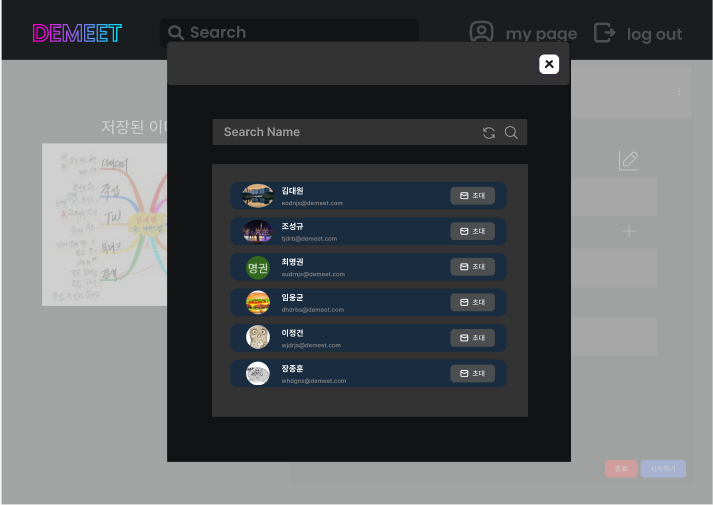 DEMEET
Search
my page
log out
저장된 이미
Search Name
김대원
eodnjs@demeet.com
초대
조성규
tjdrb@demeet.com
초대
명권
최명권
audrnjs@demeet.com
초대
임웅균
dhdrbs@demeet.com
초대
이정건
wjdrjs@demeet.com
초대
장종훈
whdgns@demeet.com
초대
종료
시작하기